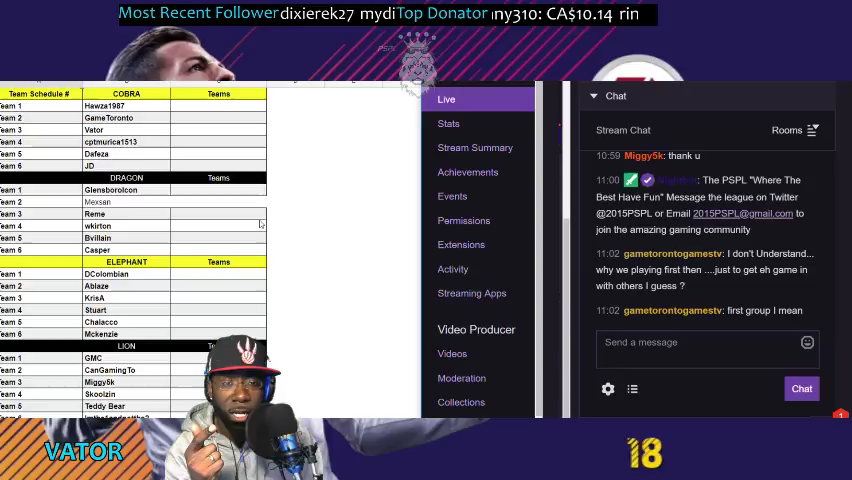 Most Recent Follower dixierek27 mydi Top Donator ny310: CA$10.14 rin
PSPL
Team Schedule # COBRA Teams
Team 1 Hawza1987
Team 2 GameToronto
Team 3 Vator
Team 4 cptmurica1513
Team 5 Dafeza
Team 6 JD
DRAGON Teams
Team 1 Glensborolcon
Team 2 Mexsan
Team 3 Reme
Team 4 wkirton
Team 5 Bvillain
Team 6 Casper
ELEPHANT Teams
Team 1 DColombian
Team 2 Ablaze
Team 3 KrisA
Team 4 Stuart
Team 5 Chalacco
Team 6 Mckenzie
LION
Team 1 GMC
Team 2 CanGamingTo
Team 3 Miggy5k
Team 4 Skoolzin
Team 5 Teddy Bear
Live
Stats
Stream Summary
Achievements
Events
Permissions
Extensions
Activity
Streaming Apps
Video Producer
Videos
Moderation
Collections
Chat
Stream Chat Rooms
10:59 Miggy5k: thank u
11:00 Nightbot: The PSPL "Where The
Best Have Fun" Message the league on Twitter
@2015PSPL or Email 2015PSPL@gmail.com to
join the amazing gaming community
11:02 gametorontogamestv: I don't Understand...
why we playing first then ....just to get eh game in
with others I guess ?
11:02 gametorontogamestv: first group I mean
Send a message
Chat
1
VATOR
18